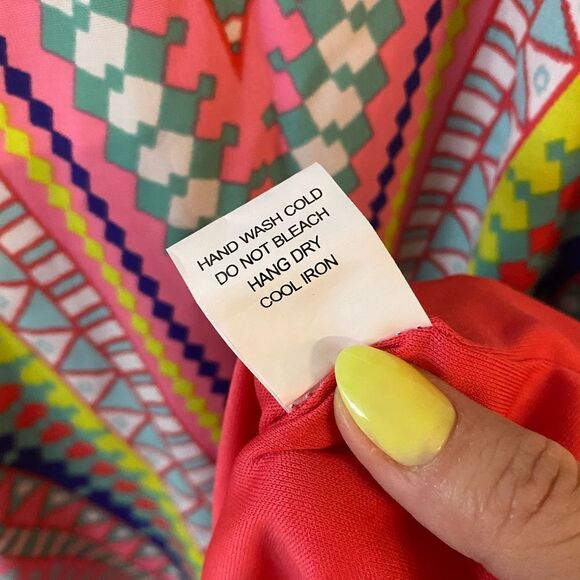 HAND WASH COLD
DO NOT BLEACH
HANG DRY
COOL IRON